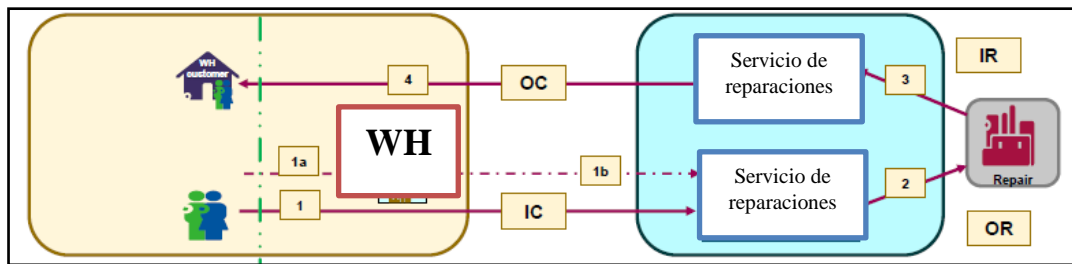 WH
customer
4
OC
Servicio de
reparaciones
3
IR
WH
1a
1b
Servicio de
reparaciones
2
Repair
1
IC
OR